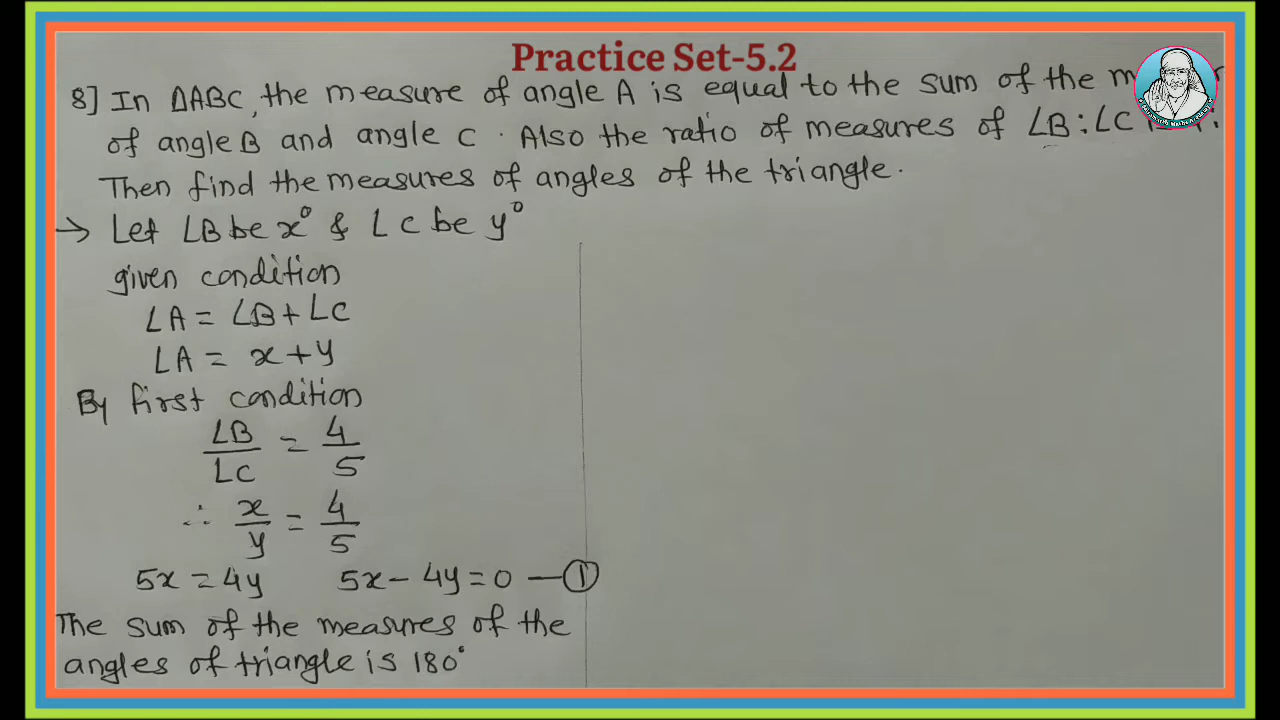 Practice Set-5.2
8] In ΔABC, the measure of angle A is equal to the sum of the
of angle B and angle C. Also the ratio of measures of ∠B:∠C
Then find the measures of angles of the triangle.
→ Let ∠B be x° & ∠C be y°
given condition
∠A = ∠B + ∠C
∠A = x + y
By first condition
∠B/∠C = 4/5
∴ x/y = 4/5
5x = 4y 5x - 4y = 0 — ①
The sum of the measures of the
angles of triangle is 180°